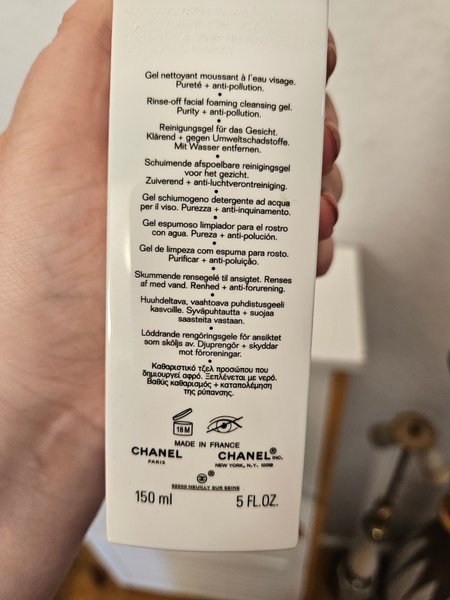 Gel nettoyant moussant à l'eau visage.
Pureté + anti-pollution.
Rinse-off facial foaming cleansing gel.
Purity + anti-pollution.
Reinigungsgel für das Gesicht.
Klärend + gegen Umweltschadstoffe.
Mit Wasser entfernen.
Schuimende afspoelbare reinigingsgel
voor het gezicht.
Zuiverend + anti-luchtverontreiniging.
Gel schiumogeno detergente ad acqua
per il viso. Purezza + anti-inquinamento.
Gel espumoso limpiador para el rostro
con agua. Pureza + anti-polución.
Gel de limpeza com espuma para rosto.
Purificar + anti-poluição.
Skummende rensegelé til ansigtet. Renses
af med vand. Renhed + anti-forurening.
Huuhdeltava, vaahtoava puhdistusgeeli
kasvoille. Syväpuhtautta + suojaa
saasteita vastaan.
Löddrande rengöringsgele för ansiktet
som sköljs av. Djuprengör + skyddar
mot föroreningar.
Καθαριστικό τζελ προσώπου που
δημιουργεί αφρό. Ξεπλένεται με νερό.
Βαθύς καθαρισμός + καταπολέμηση
της ρύπανσης.
18 M
MADE IN FRANCE
CHANEL CHANEL® INC.
PARIS NEW YORK, N.Y. 10019
92200 NEUILLY SUR SEINE
150 ml 5 FL.OZ.